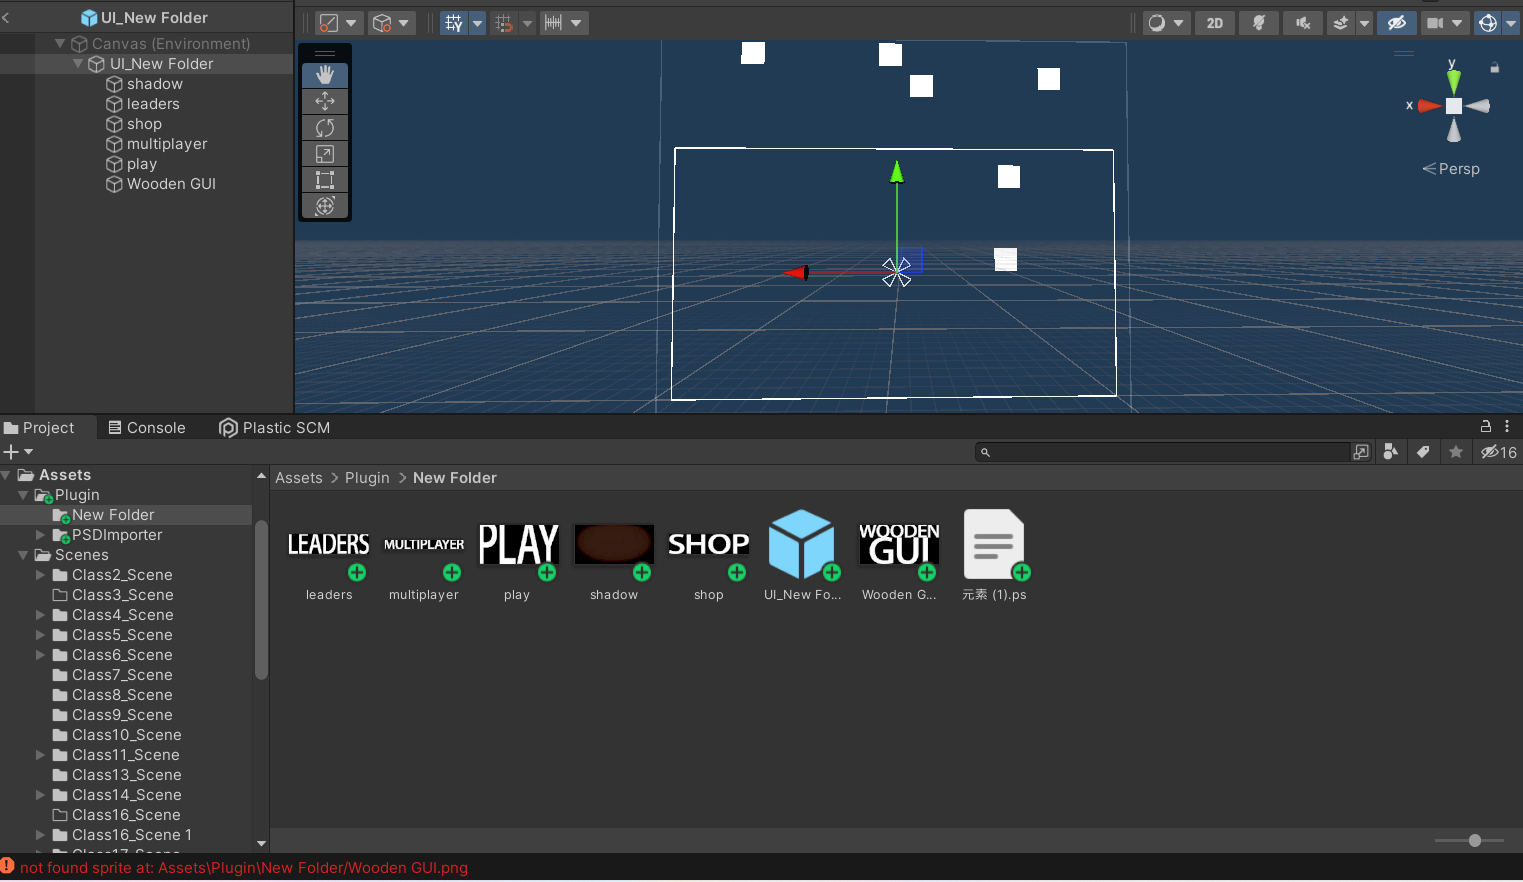 UI_New Folder
Canvas (Environment)
UI_New Folder
shadow
leaders
shop
multiplayer
play
Wooden GUI
2D
y
x
Persp
Project
Console
Plastic SCM
16
Assets
Plugin
New Folder
PSDImporter
Scenes
Class2_Scene
Class3_Scene
Class4_Scene
Class5_Scene
Class6_Scene
Class7_Scene
Class8_Scene
Class9_Scene
Class10_Scene
Class11_Scene
Class13_Scene
Class14_Scene
Class16_Scene
Class16_Scene 1
Assets > Plugin > New Folder
LEADERS
MULTIPLAYER
PLAY
SHOP
WOODEN
GUI
leaders
multiplayer
play
shadow
shop
UI_New Fo...
Wooden G...
元素 (1).ps
not found sprite at: Assets\Plugin\New Folder/Wooden GUI.png